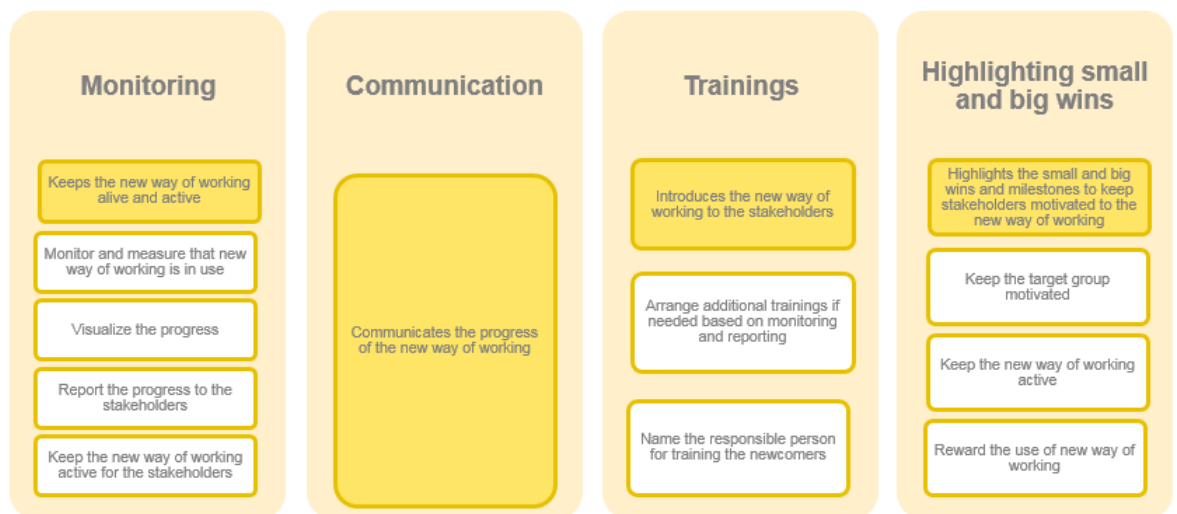 Monitoring
Keeps the new way of working
alive and active
Monitor and measure that new
way of working is in use
Visualize the progress
Report the progress to the
stakeholders
Keep the new way of working
active for the stakeholders
Communication
Communicates the progress
of the new way of working
Trainings
Introduces the new way of
working to the stakeholders
Arrange additional trainings if
needed based on monitoring
and reporting
Name the responsible person
for training the newcomers
Highlighting small
and big wins
Highlights the small and big
wins and milestones to keep
stakeholders motivated to the
new way of working
Keep the target group
motivated
Keep the new way of working
active
Reward the use of new way of
working